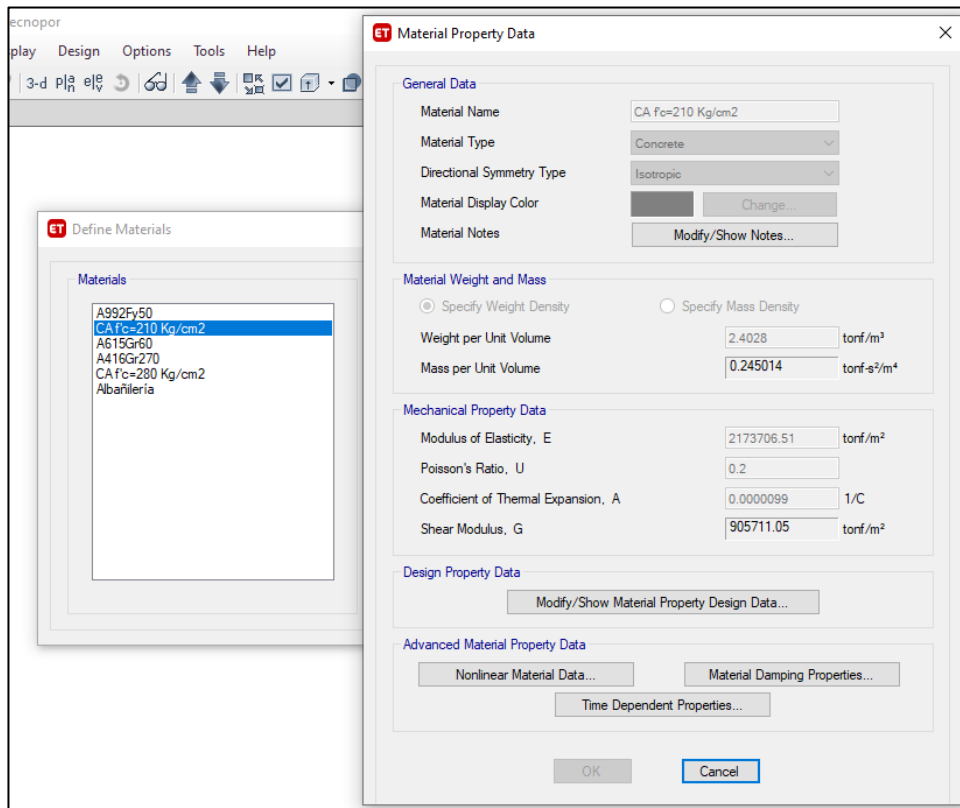 ecnopor
play Design Options Tools Help
3-d
ET Define Materials
Materials
A992Fy50
CA f'c=210 Kg/cm2
A615Gr60
A416Gr270
CA f'c=280 Kg/cm2
Albañilería
ET Material Property Data
General Data
Material Name CA f'c=210 Kg/cm2
Material Type Concrete
Directional Symmetry Type Isotropic
Material Display Color Change...
Material Notes Modify/Show Notes...
Material Weight and Mass
Specify Weight Density Specify Mass Density
Weight per Unit Volume 2.4028 tonf/m³
Mass per Unit Volume 0.245014 tonf-s²/m⁴
Mechanical Property Data
Modulus of Elasticity, E 2173706.51 tonf/m²
Poisson's Ratio, U 0.2
Coefficient of Thermal Expansion, A 0.0000099 1/C
Shear Modulus, G 905711.05 tonf/m²
Design Property Data
Modify/Show Material Property Design Data...
Advanced Material Property Data
Nonlinear Material Data... Material Damping Properties...
Time Dependent Properties...
OK Cancel